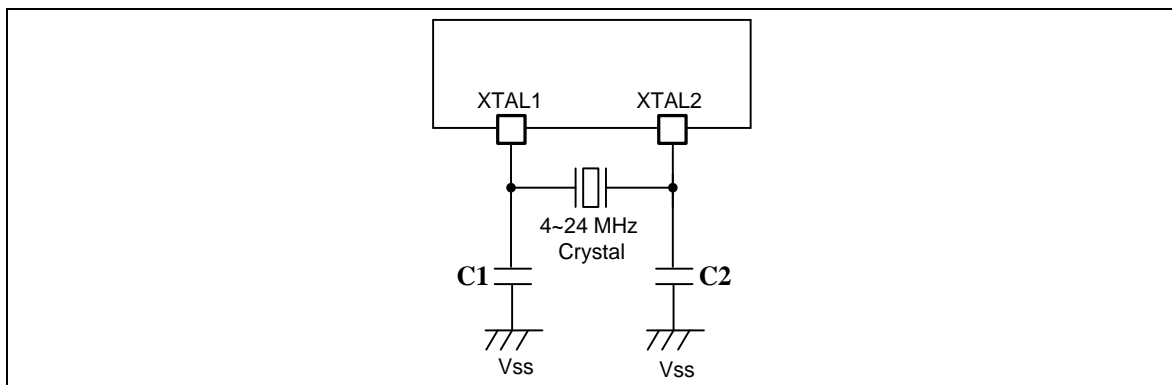 XTAL1 XTAL2
4~24 MHz
Crystal
C1 C2
Vss Vss